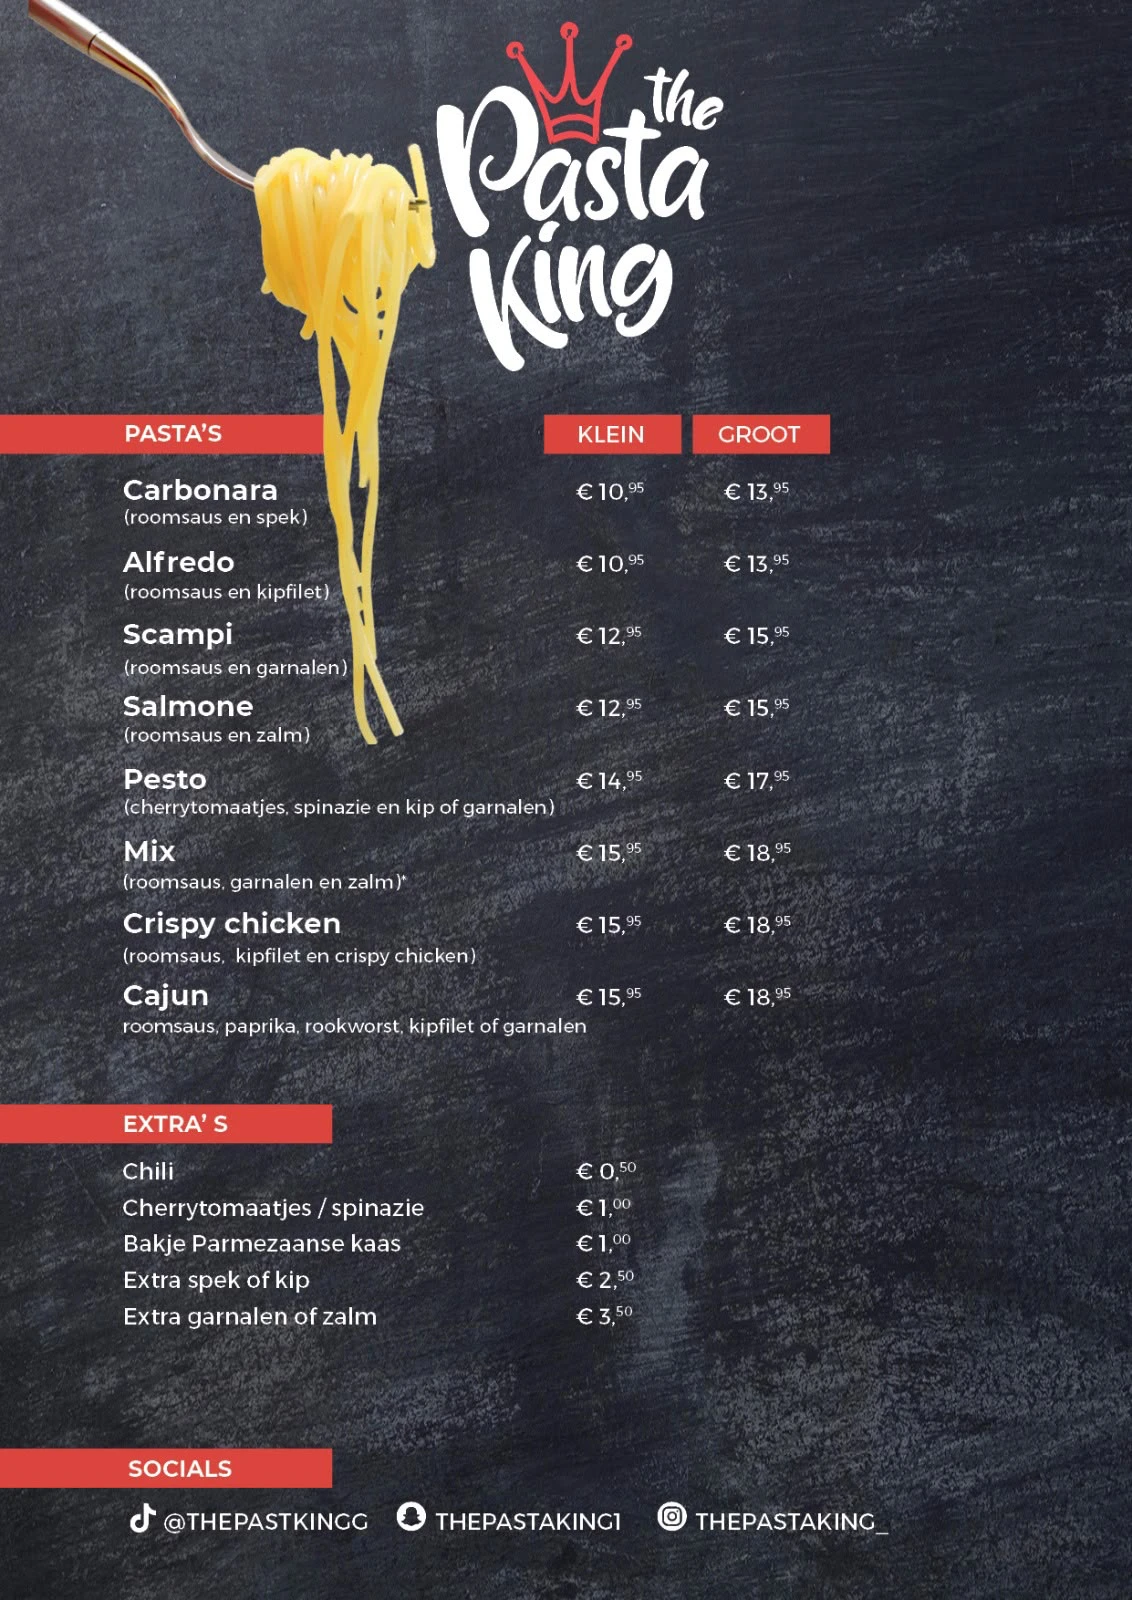 the
Pasta
King
PASTA'S KLEIN GROOT
Carbonara € 10,95 € 13,95
(roomsaus en spek)
Alfredo € 10,95 € 13,95
(roomsaus en kipfilet)
Scampi € 12,95 € 15,95
(roomsaus en garnalen)
Salmone € 12,95 € 15,95
(roomsaus en zalm)
Pesto € 14,95 € 17,95
(cherrytomaatjes, spinazie en kip of garnalen)
Mix € 15,95 € 18,95
(roomsaus, garnalen en zalm)*
Crispy chicken € 15,95 € 18,95
(roomsaus, kipfilet en crispy chicken)
Cajun € 15,95 € 18,95
roomsaus, paprika, rookworst, kipfilet of garnalen
EXTRA' S
Chili € 0,50
Cherrytomaatjes / spinazie € 1,00
Bakje Parmezaanse kaas € 1,00
Extra spek of kip € 2,50
Extra garnalen of zalm € 3,50
SOCIALS
@THEPASTKINGG THEPASTAKING1 THEPASTAKING_